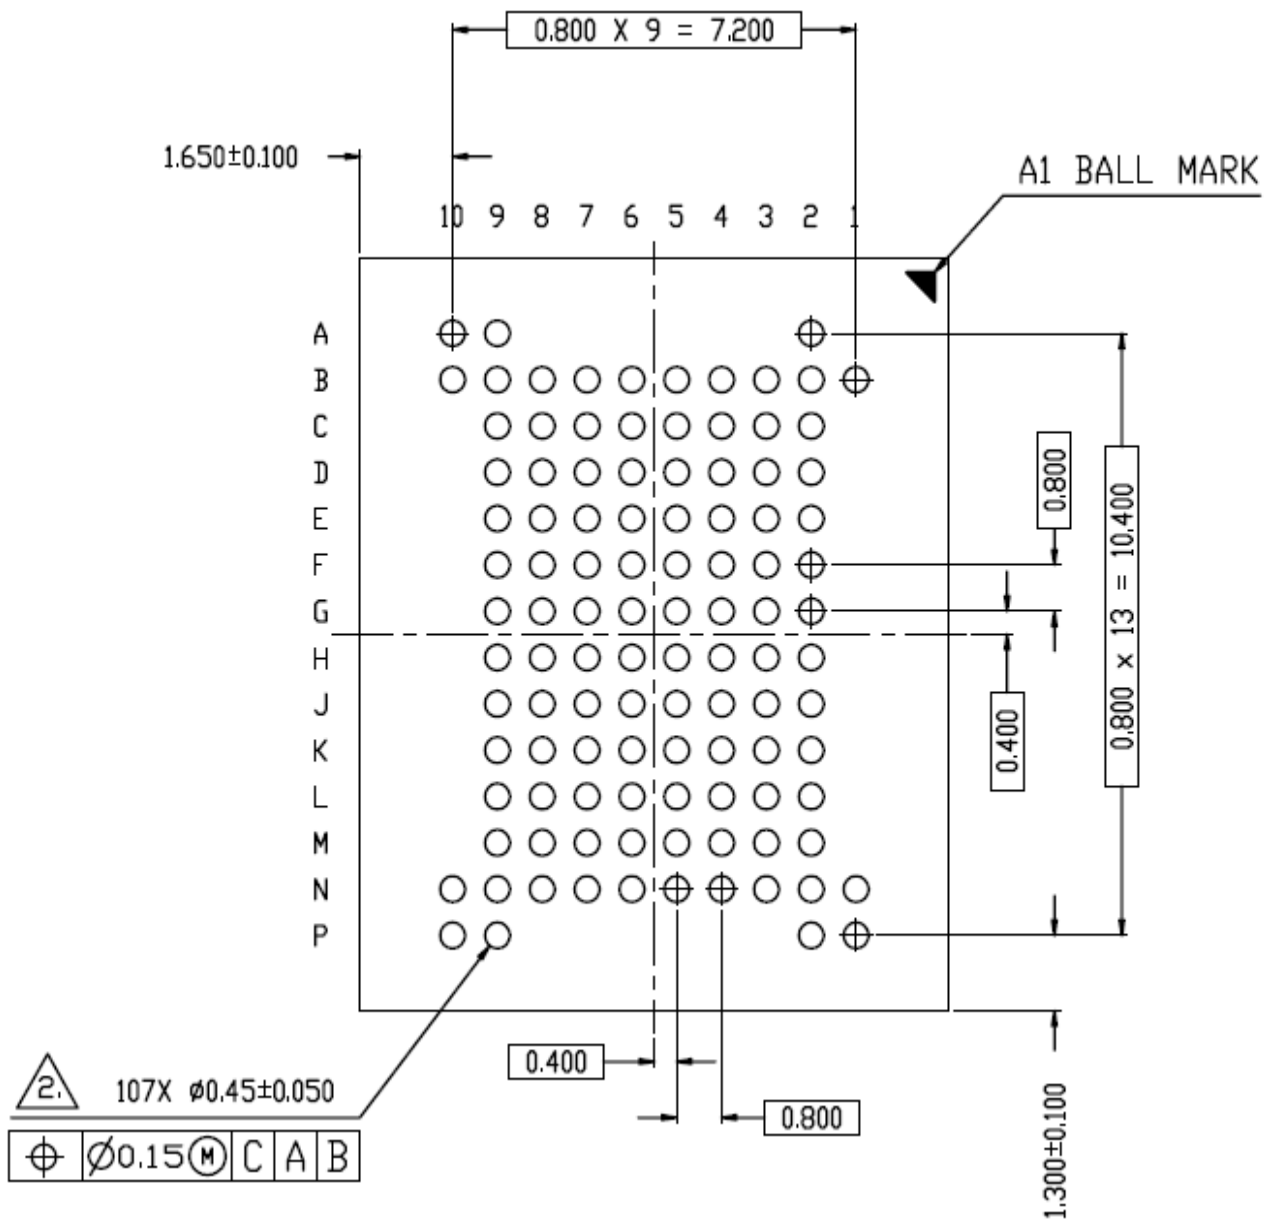 0.800 X 9 = 7.200
1.650±0.100
A1 BALL MARK
10 9 8 7 6 5 4 3 2 1
A
B
C
D
E
F
G
H
J
K
L
M
N
P
0.800
0.800 x 13 = 10.400
0.400
0.400
0.800
1.300±0.100
2. 107X ⌀0.45±0.050
⌖ ⌀0.15 Ⓜ C A B